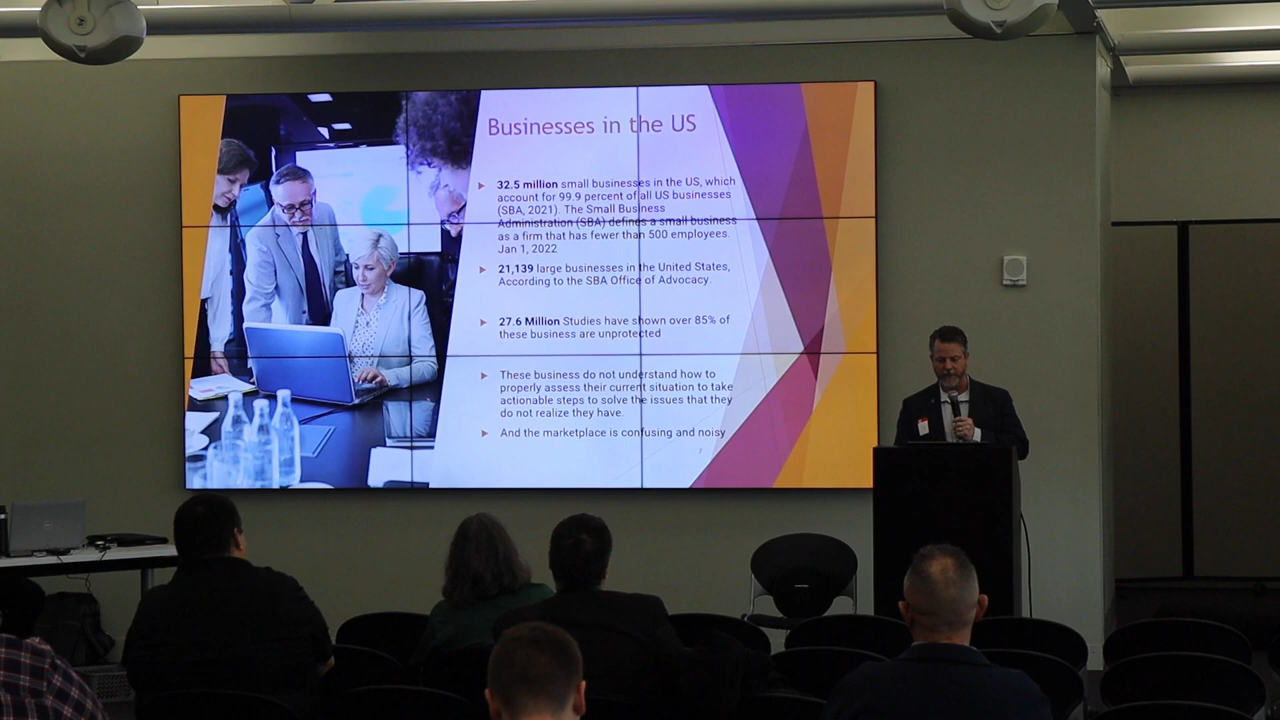 Businesses in the US
32.5 million small businesses in the US, which
account for 99.9 percent of all US businesses
(SBA, 2021). The Small Business
Administration (SBA) defines a small business
as a firm that has fewer than 500 employees.
Jan 1, 2022
21,139 large businesses in the United States,
According to the SBA Office of Advocacy.
27.6 Million Studies have shown over 85% of
these business are unprotected
These business do not understand how to
properly assess their current situation to take
actionable steps to solve the issues that they
do not realize they have.
And the marketplace is confusing and noisy